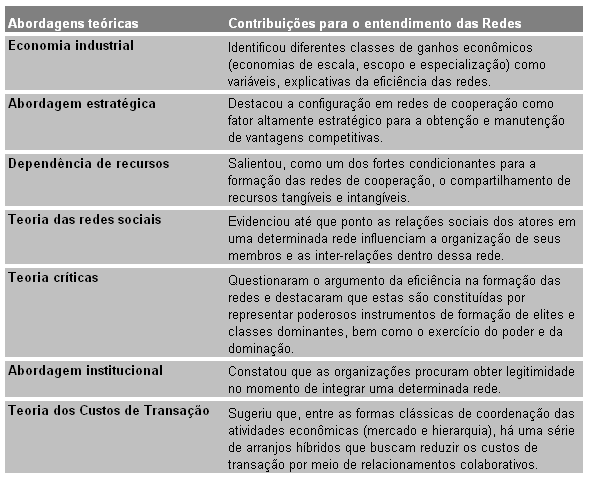 Abordagens teóricas Contribuições para o entendimento das Redes
Economia industrial Identificou diferentes classes de ganhos econômicos
(economias de escala, escopo e especialização) como
variáveis, explicativas da eficiência das redes.
Abordagem estratégica Destacou a configuração em redes de cooperação como
fator altamente estratégico para a obtenção e manutenção
de vantagens competitivas.
Dependência de recursos Salientou, como um dos fortes condicionantes para a
formação das redes de cooperação, o compartilhamento de
recursos tangíveis e intangíveis.
Teoria das redes sociais Evidenciou até que ponto as relações sociais dos atores em
uma determinada rede influenciam a organização de seus
membros e as inter-relações dentro dessa rede.
Teoria críticas Questionaram o argumento da eficiência na formação das
redes e destacaram que estas são constituídas por
representar poderosos instrumentos de formação de elites e
classes dominantes, bem como o exercício do poder e da
dominação.
Abordagem institucional Constatou que as organizações procuram obter legitimidade
no momento de integrar uma determinada rede.
Teoria dos Custos de Transação Sugeriu que, entre as formas clássicas de coordenação das
atividades econômicas (mercado e hierarquia), há uma série
de arranjos híbridos que buscam reduzir os custos de
transação por meio de relacionamentos colaborativos.